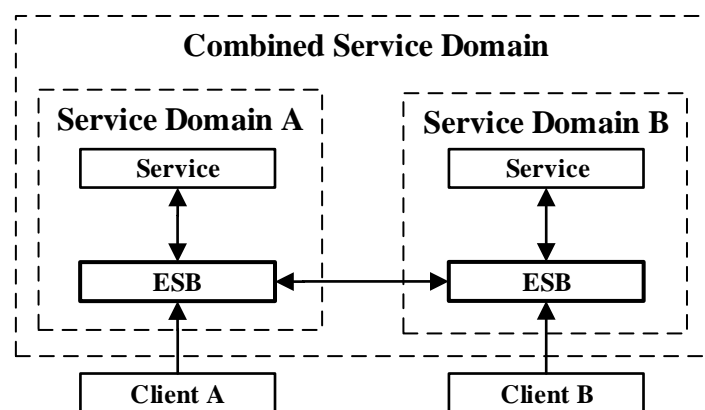 Combined Service Domain
Service Domain A
Service Domain B
Service
Service
ESB
ESB
Client A
Client B